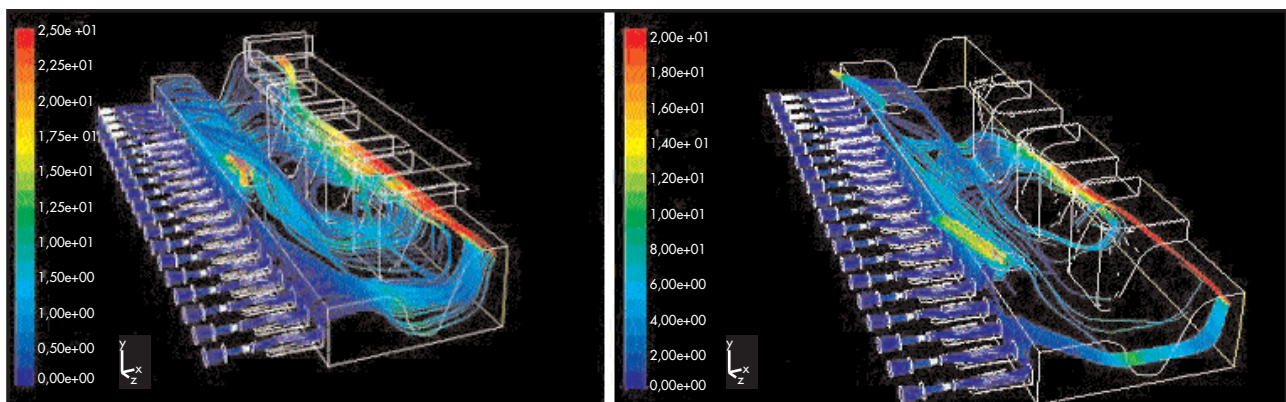 2,50e + 01
2,25e + 01
2,00e + 01
1,75e+ 01
1,50e+01
1,25e+01
1,00e+01
1,50e+00
1,00e+00
0,50e+00
0,00e+00
y
x
z
2,00e +01
1,80e + 01
1,60e + 01
1,40e + 01
1,20e + 01
1,00e + 01
8,00e + 00
6,00e + 00
4,00e + 00
2,00e + 00
0,00e+00
y
x
z